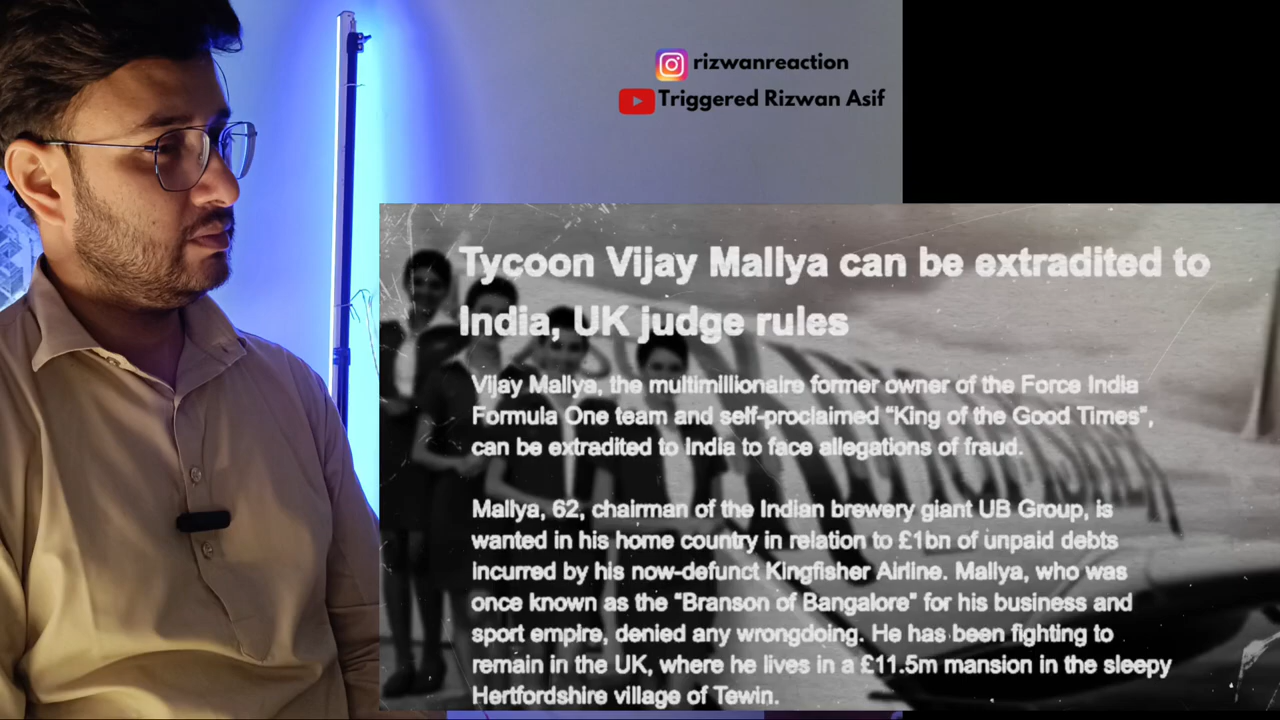 rizwanreaction
Triggered Rizwan Asif
Tycoon Vijay Mallya can be extradited to
India, UK judge rules
Vijay Mallya, the multimillionaire former owner of the Force India
Formula One team and self-proclaimed “King of the Good Times”,
can be extradited to India to face allegations of fraud.
Mallya, 62, chairman of the Indian brewery giant UB Group, is
wanted in his home country in relation to £1bn of unpaid debts
incurred by his now-defunct Kingfisher Airline. Mallya, who was
once known as the “Branson of Bangalore” for his business and
sport empire, denied any wrongdoing. He has been fighting to
remain in the UK, where he lives in a £11.5m mansion in the sleepy
Hertfordshire village of Tewin.